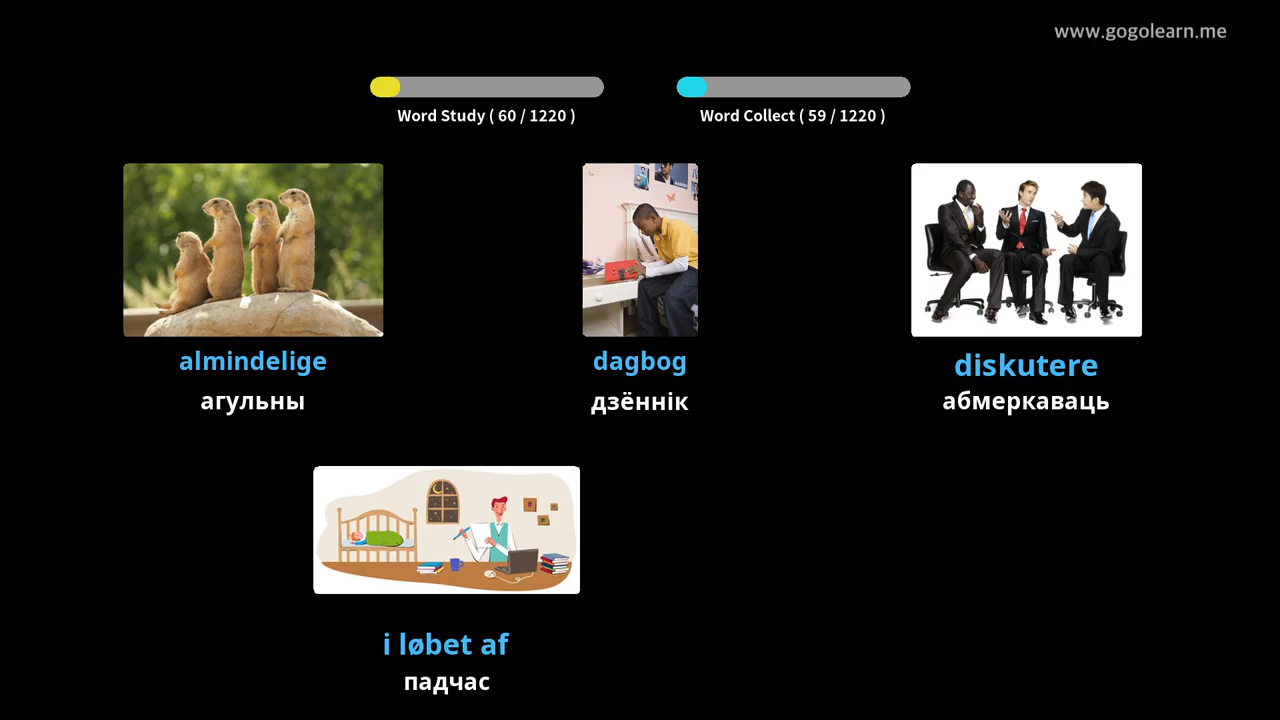 www.gogolearn.me
Word Study ( 60 / 1220 )
Word Collect ( 59 / 1220 )
almindelige
агульны
dagbog
дзённік
diskutere
абмеркаваць
i løbet af
падчас